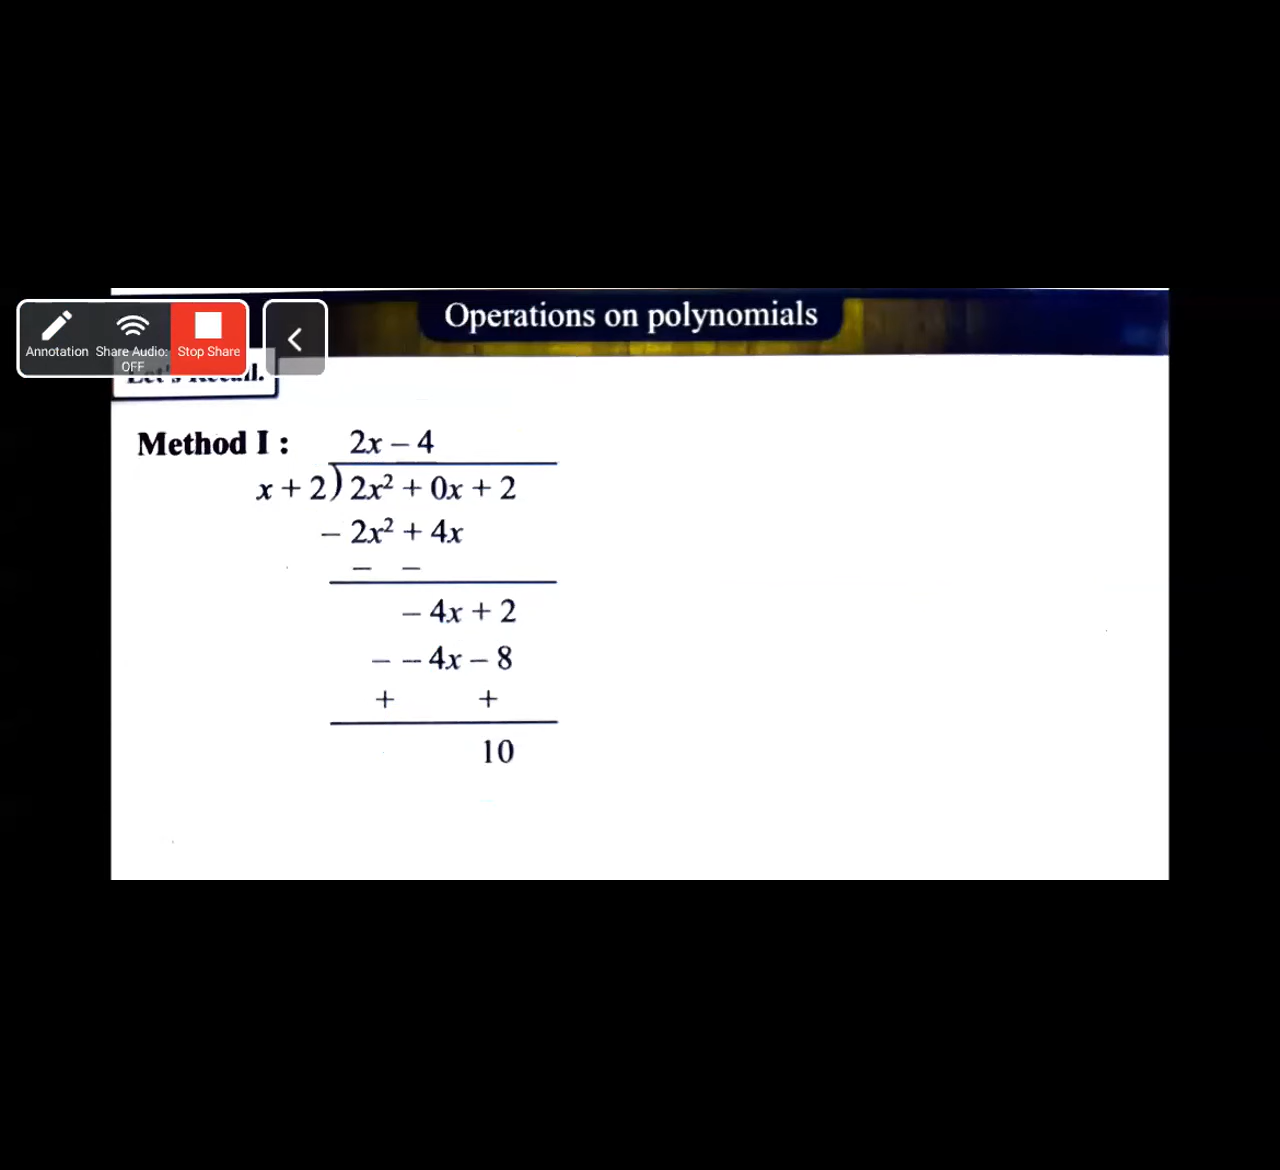 Operations on polynomials
Annotation
Share Audio:
OFF
Stop Share
Method I :
2x – 4
x + 2) 2x² + 0x + 2
– 2x² + 4x
– –
– 4x + 2
– – 4x – 8
+ +
10